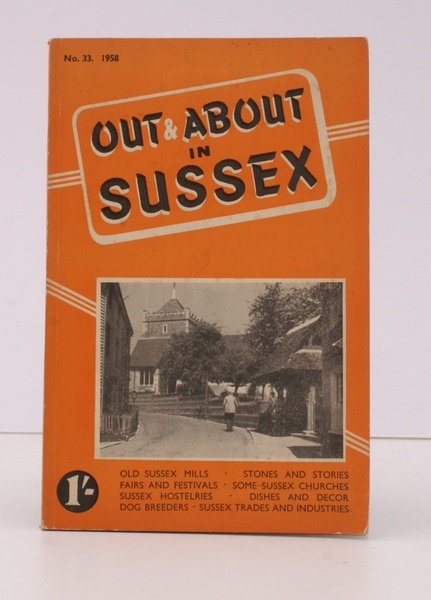 No. 33. 1958
OUT & ABOUT
IN
SUSSEX
1/-
OLD SUSSEX MILLS · STONES AND STORIES
FAIRS AND FESTIVALS · SOME SUSSEX CHURCHES
SUSSEX HOSTELRIES · DISHES AND DECOR
DOG BREEDERS · SUSSEX TRADES AND INDUSTRIES